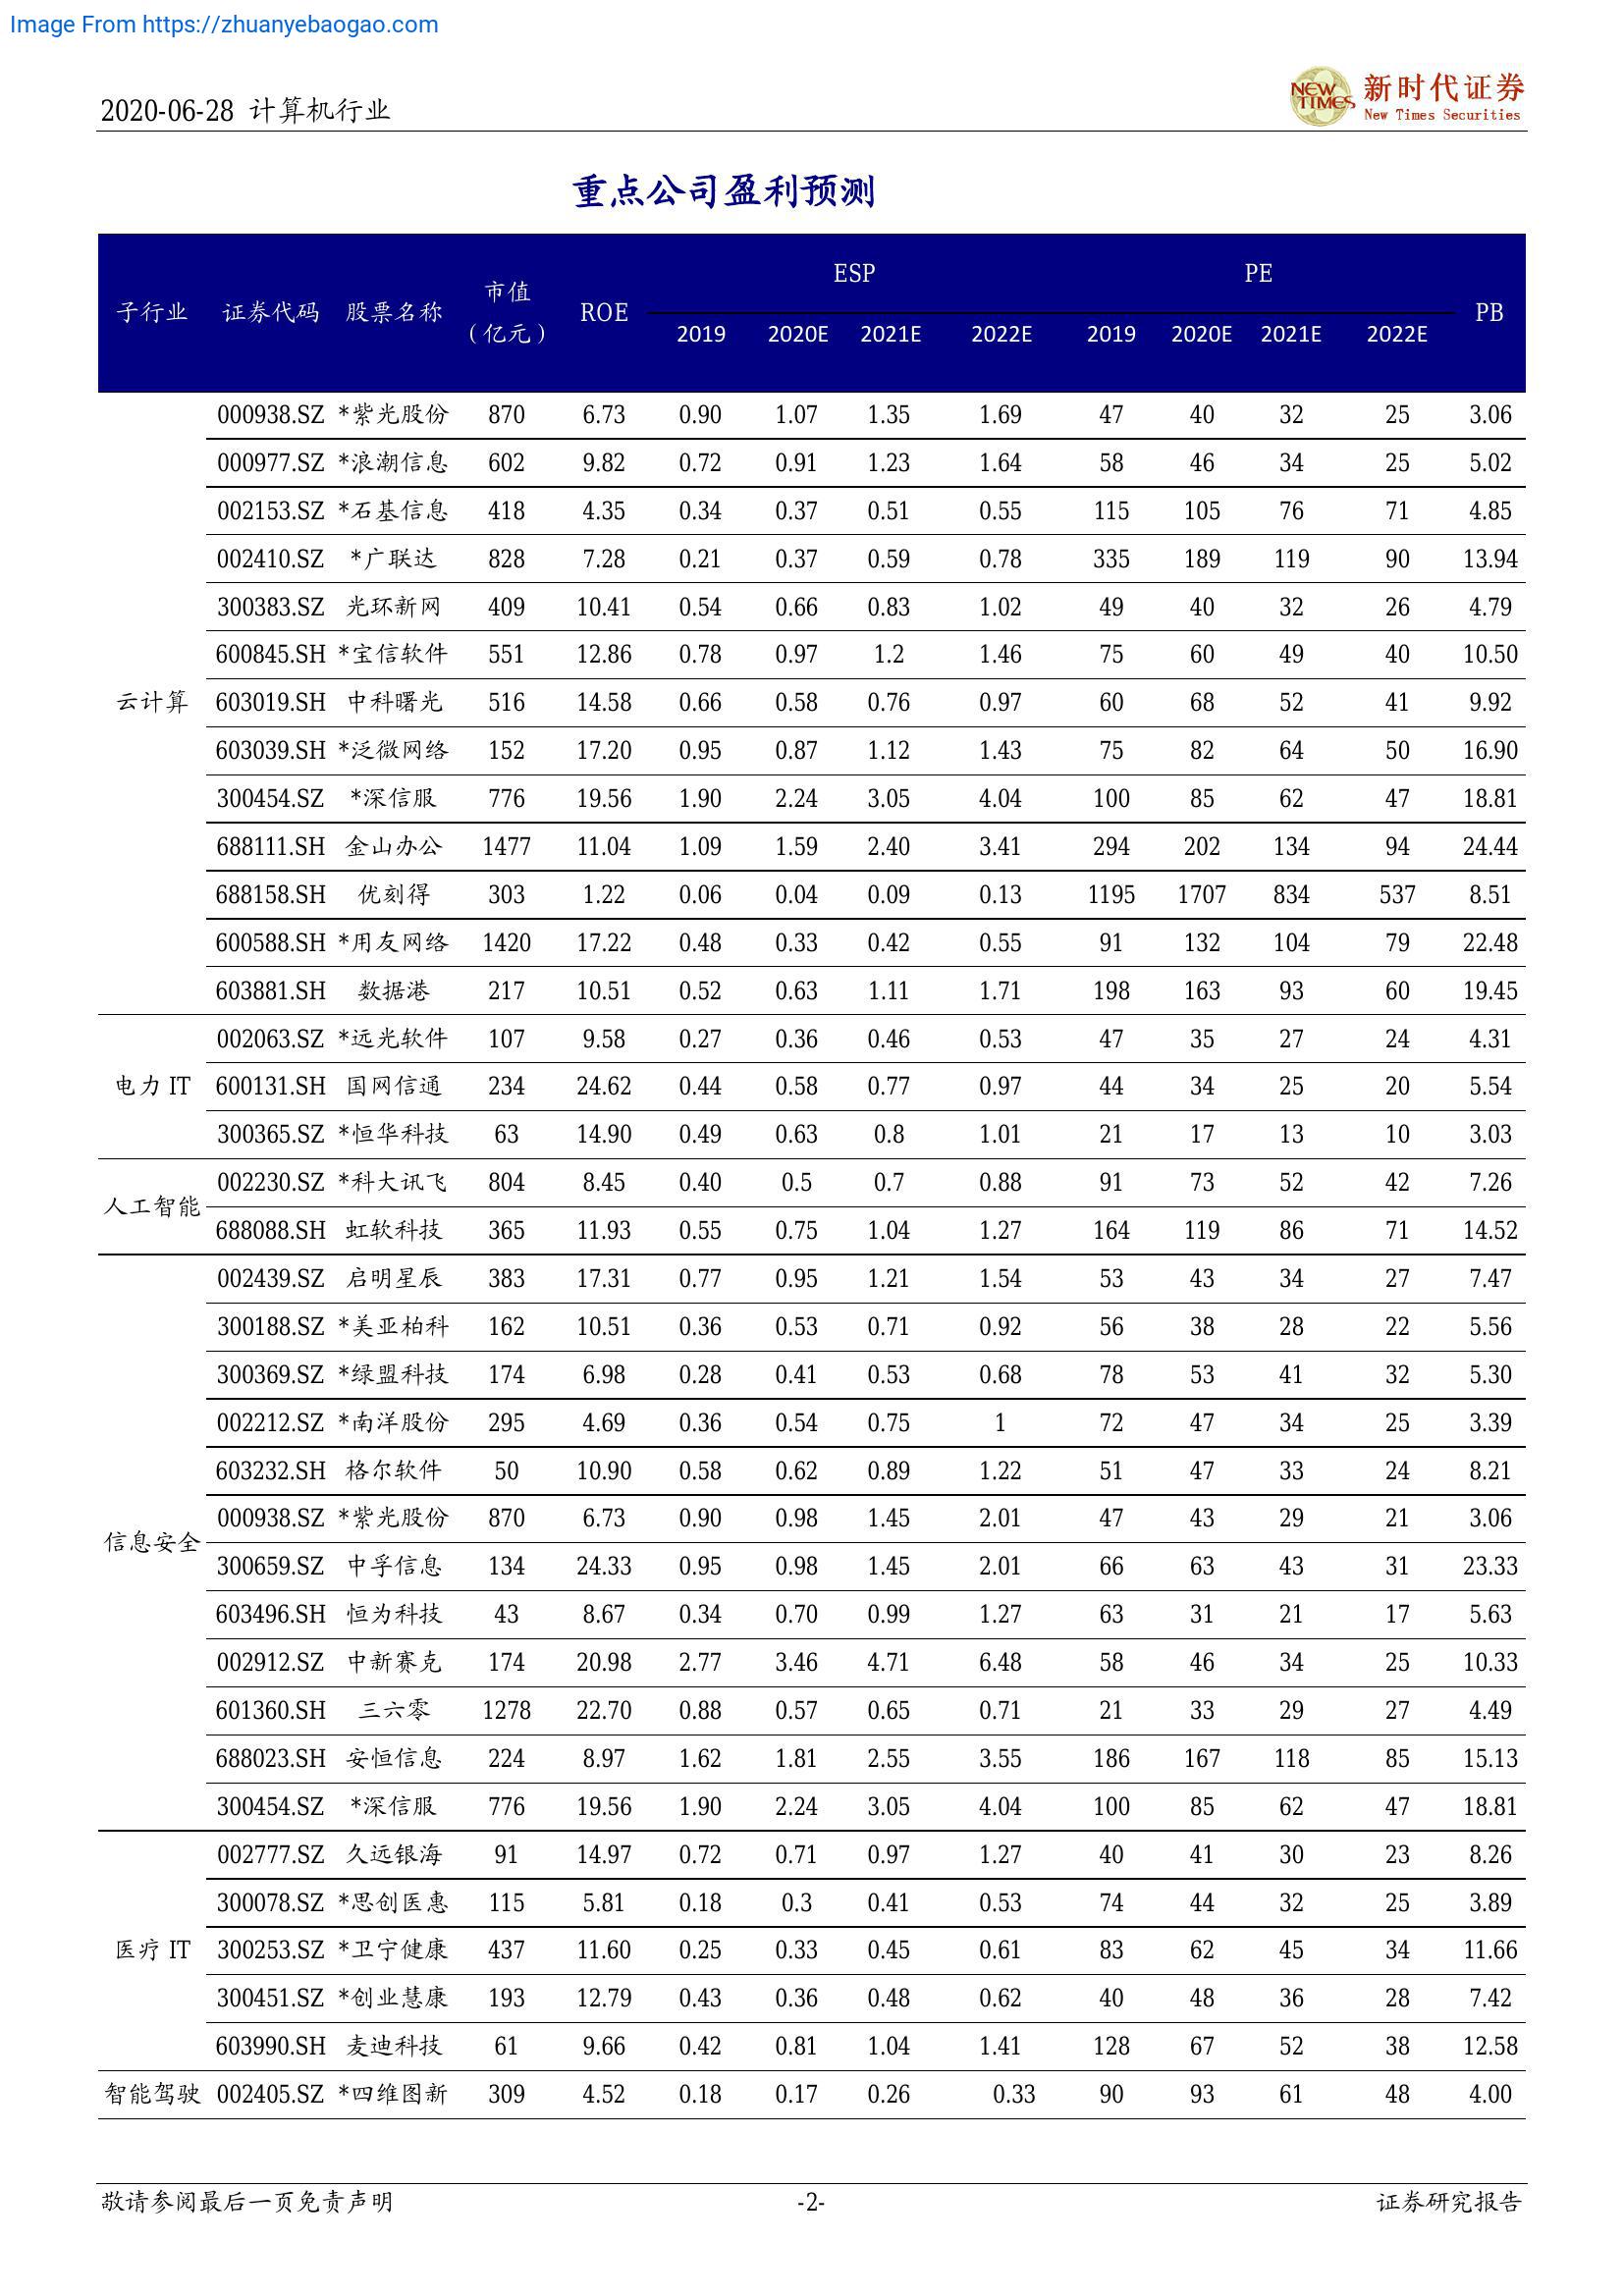 Image From https://zhuanyebaogao.com
2020-06-28 计算机行业
NEW TIMES 新时代证券
New Times Securities
重点公司盈利预测
子行业 证券代码 股票名称 市值（亿元） ROE ESP PE PB
2019 2020E 2021E 2022E 2019 2020E 2021E 2022E
云计算
000938.SZ *紫光股份 870 6.73 0.90 1.07 1.35 1.69 47 40 32 25 3.06
000977.SZ *浪潮信息 602 9.82 0.72 0.91 1.23 1.64 58 46 34 25 5.02
002153.SZ *石基信息 418 4.35 0.34 0.37 0.51 0.55 115 105 76 71 4.85
002410.SZ *广联达 828 7.28 0.21 0.37 0.59 0.78 335 189 119 90 13.94
300383.SZ 光环新网 409 10.41 0.54 0.66 0.83 1.02 49 40 32 26 4.79
600845.SH *宝信软件 551 12.86 0.78 0.97 1.2 1.46 75 60 49 40 10.50
603019.SH 中科曙光 516 14.58 0.66 0.58 0.76 0.97 60 68 52 41 9.92
603039.SH *泛微网络 152 17.20 0.95 0.87 1.12 1.43 75 82 64 50 16.90
300454.SZ *深信服 776 19.56 1.90 2.24 3.05 4.04 100 85 62 47 18.81
688111.SH 金山办公 1477 11.04 1.09 1.59 2.40 3.41 294 202 134 94 24.44
688158.SH 优刻得 303 1.22 0.06 0.04 0.09 0.13 1195 1707 834 537 8.51
600588.SH *用友网络 1420 17.22 0.48 0.33 0.42 0.55 91 132 104 79 22.48
603881.SH 数据港 217 10.51 0.52 0.63 1.11 1.71 198 163 93 60 19.45
电力 IT
002063.SZ *远光软件 107 9.58 0.27 0.36 0.46 0.53 47 35 27 24 4.31
600131.SH 国网信通 234 24.62 0.44 0.58 0.77 0.97 44 34 25 20 5.54
300365.SZ *恒华科技 63 14.90 0.49 0.63 0.8 1.01 21 17 13 10 3.03
人工智能
002230.SZ *科大讯飞 804 8.45 0.40 0.5 0.7 0.88 91 73 52 42 7.26
688088.SH 虹软科技 365 11.93 0.55 0.75 1.04 1.27 164 119 86 71 14.52
信息安全
002439.SZ 启明星辰 383 17.31 0.77 0.95 1.21 1.54 53 43 34 27 7.47
300188.SZ *美亚柏科 162 10.51 0.36 0.53 0.71 0.92 56 38 28 22 5.56
300369.SZ *绿盟科技 174 6.98 0.28 0.41 0.53 0.68 78 53 41 32 5.30
002212.SZ *南洋股份 295 4.69 0.36 0.54 0.75 1 72 47 34 25 3.39
603232.SH 格尔软件 50 10.90 0.58 0.62 0.89 1.22 51 47 33 24 8.21
000938.SZ *紫光股份 870 6.73 0.90 0.98 1.45 2.01 47 43 29 21 3.06
300659.SZ 中孚信息 134 24.33 0.95 0.98 1.45 2.01 66 63 43 31 23.33
603496.SH 恒为科技 43 8.67 0.34 0.70 0.99 1.27 63 31 21 17 5.63
002912.SZ 中新赛克 174 20.98 2.77 3.46 4.71 6.48 58 46 34 25 10.33
601360.SH 三六零 1278 22.70 0.88 0.57 0.65 0.71 21 33 29 27 4.49
688023.SH 安恒信息 224 8.97 1.62 1.81 2.55 3.55 186 167 118 85 15.13
300454.SZ *深信服 776 19.56 1.90 2.24 3.05 4.04 100 85 62 47 18.81
医疗 IT
002777.SZ 久远银海 91 14.97 0.72 0.71 0.97 1.27 40 41 30 23 8.26
300078.SZ *思创医惠 115 5.81 0.18 0.3 0.41 0.53 74 44 32 25 3.89
300253.SZ *卫宁健康 437 11.60 0.25 0.33 0.45 0.61 83 62 45 34 11.66
300451.SZ *创业慧康 193 12.79 0.43 0.36 0.48 0.62 40 48 36 28 7.42
603990.SH 麦迪科技 61 9.66 0.42 0.81 1.04 1.41 128 67 52 38 12.58
智能驾驶 002405.SZ *四维图新 309 4.52 0.18 0.17 0.26 0.33 90 93 61 48 4.00
敬请参阅最后一页免责声明 -2- 证券研究报告